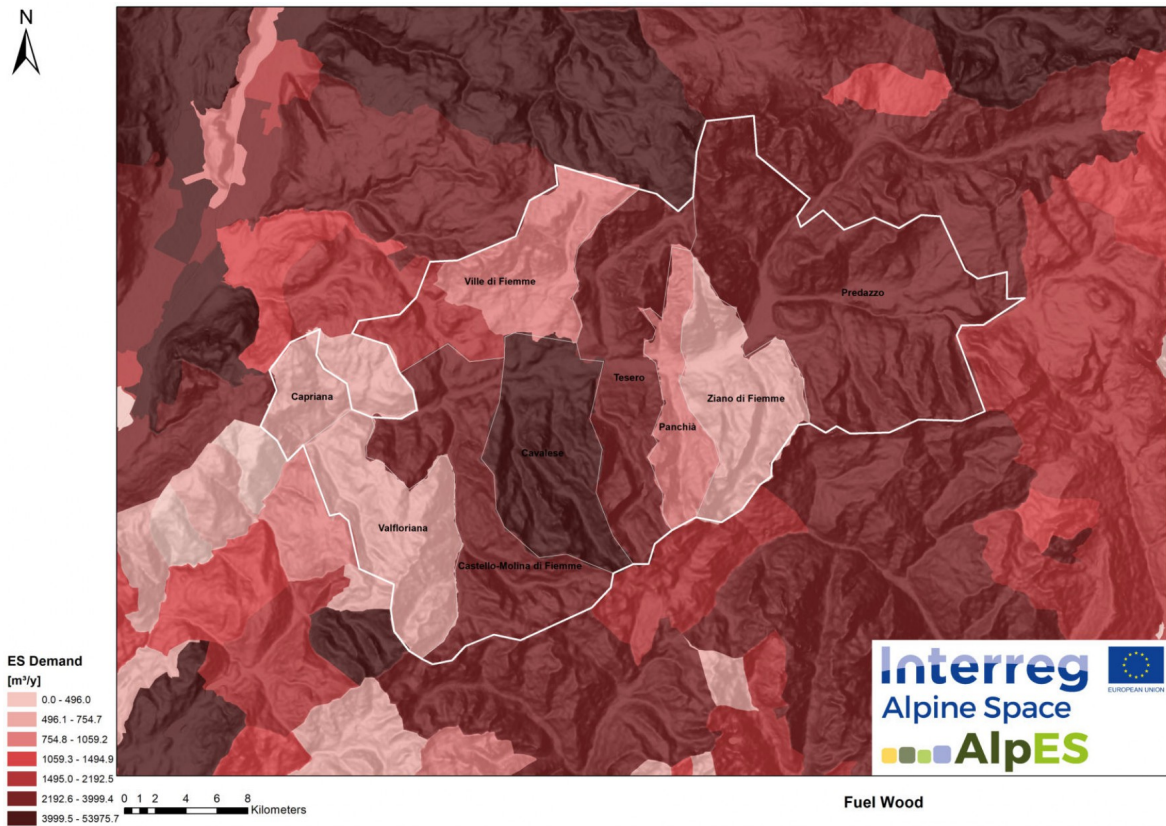 N
Ville di Fiemme
Predazzo
Capriana
Tesero
Ziano di Fiemme
Panchià
Cavalese
Valfloriana
Castello-Molina di Fiemme
ES Demand
[m³/y]
0.0 - 496.0
496.1 - 754.7
754.8 - 1059.2
1059.3 - 1494.9
1495.0 - 2192.5
2192.6 - 3999.4
3999.5 - 53975.7
0 1 2 4 6 8
Kilometers
Interreg
EUROPEAN UNION
Alpine Space
AlpES
Fuel Wood